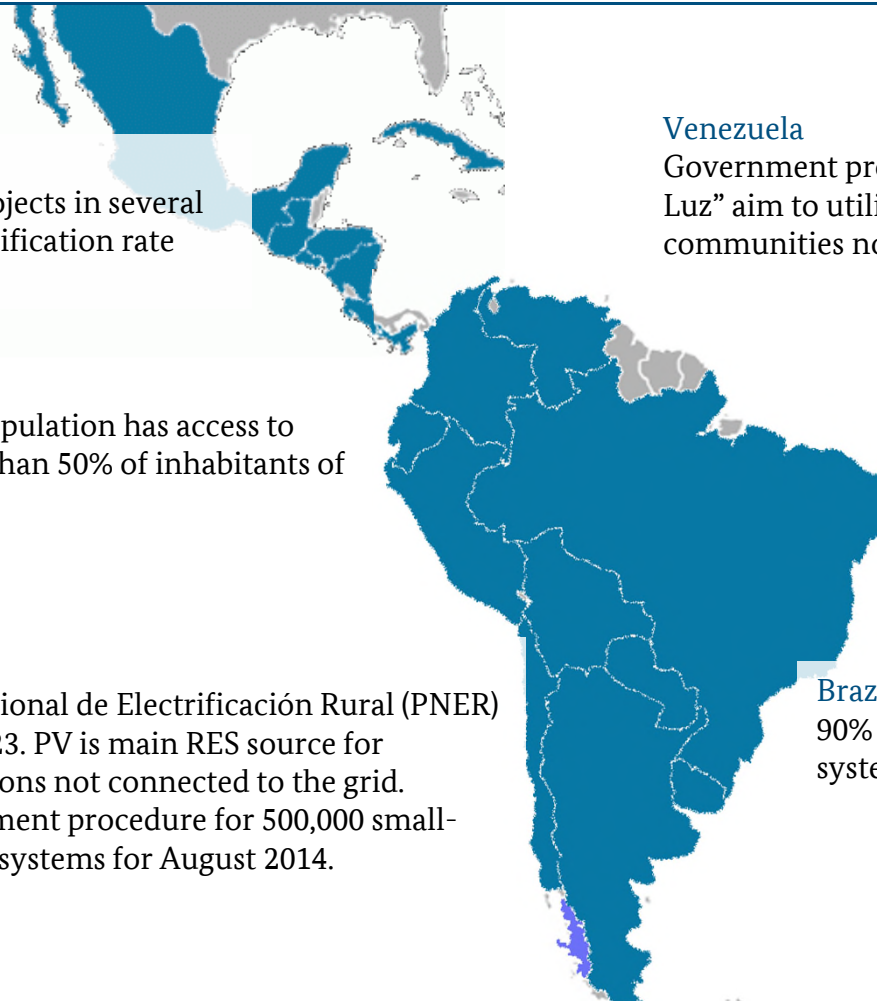 Venezuela
Government pro
Luz” aim to utili
communities no
ojects in several
ification rate
pulation has access to
han 50% of inhabitants of
ional de Electrificación Rural (PNER)
23. PV is main RES source for
ons not connected to the grid.
ment procedure for 500,000 small-
systems for August 2014.
Braz
90%
syste